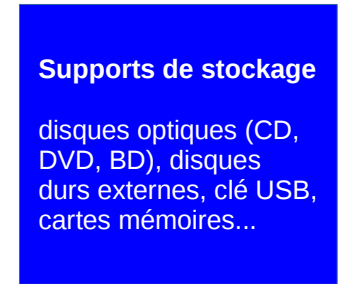 Supports de stockage
disques optiques (CD,
DVD, BD), disques
durs externes, clé USB,
cartes mémoires...